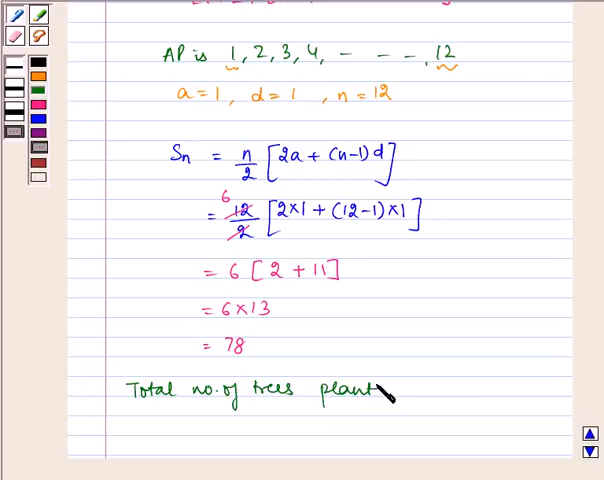 AP is 1, 2, 3, 4, - - -, 12
a = 1, d = 1, n = 12
Sn = n/2 [2a + (n-1)d]
= 6 12/2 [2×1 + (12-1)×1]
= 6 [2 + 11]
= 6×13
= 78
Total no. of trees plant